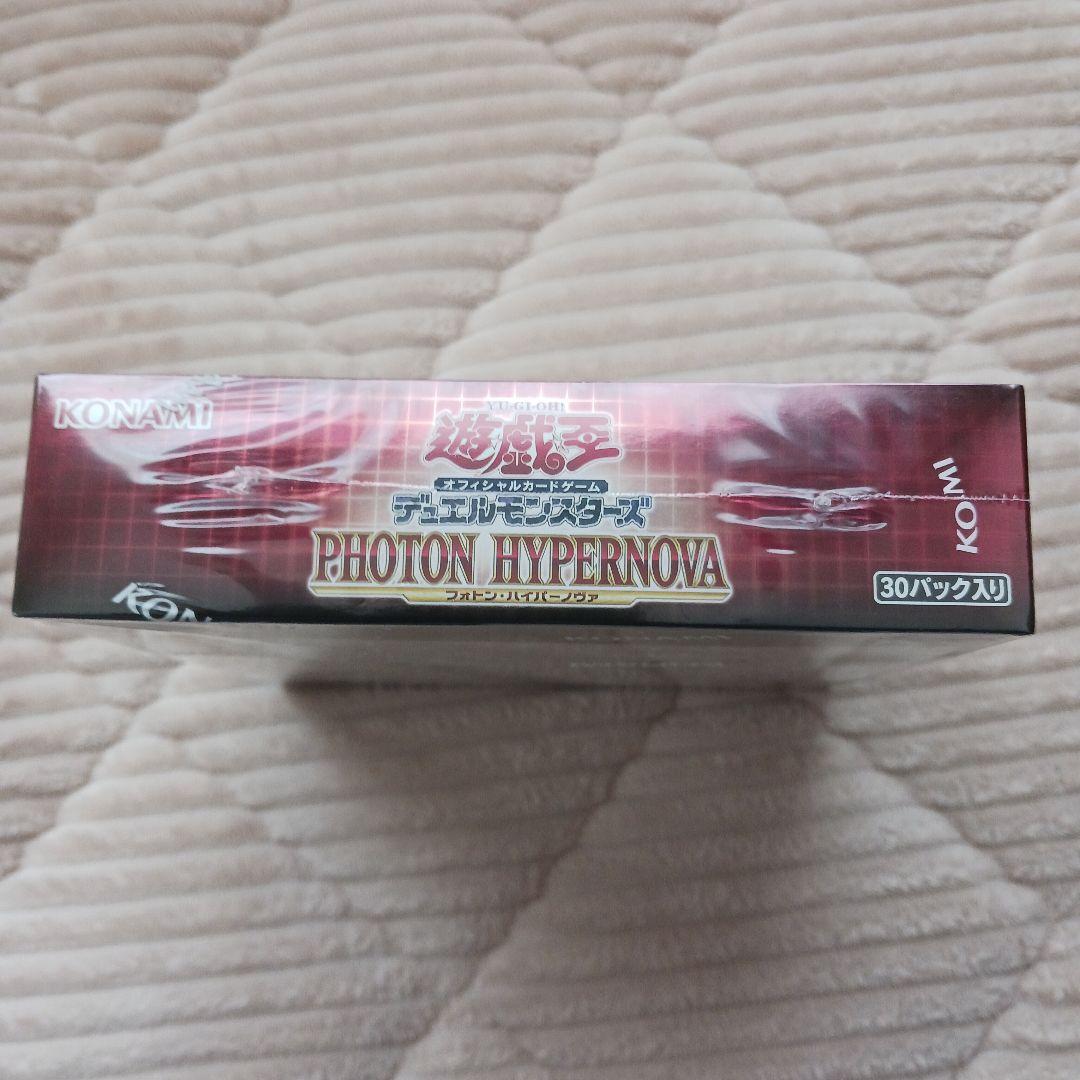 KONAMI
YU-GI-OH!
遊戯王
オフィシャルカードゲーム
デュエルモンスターズ
PHOTON HYPERNOVA
フォトン・ハイパーノヴァ
KONAMI
30パック入り
KON
KONAMI